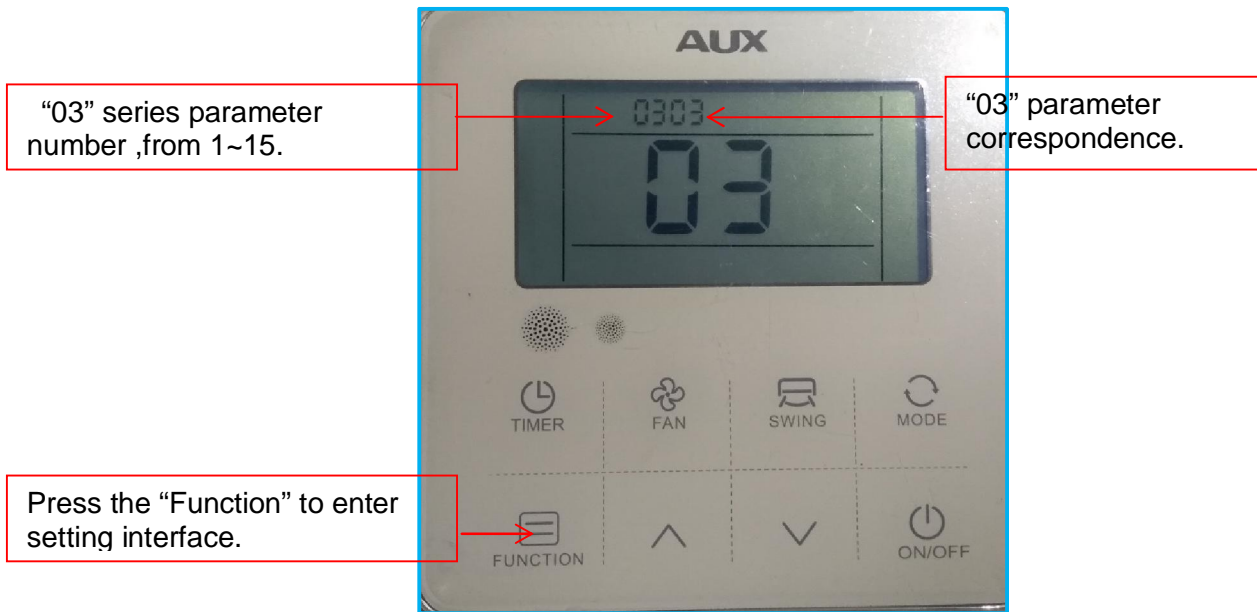 AUX
“03” series parameter
number ,from 1~15.
“03” parameter
correspondence.
0303
03
TIMER
FAN
SWING
MODE
Press the “Function” to enter
setting interface.
FUNCTION
ON/OFF